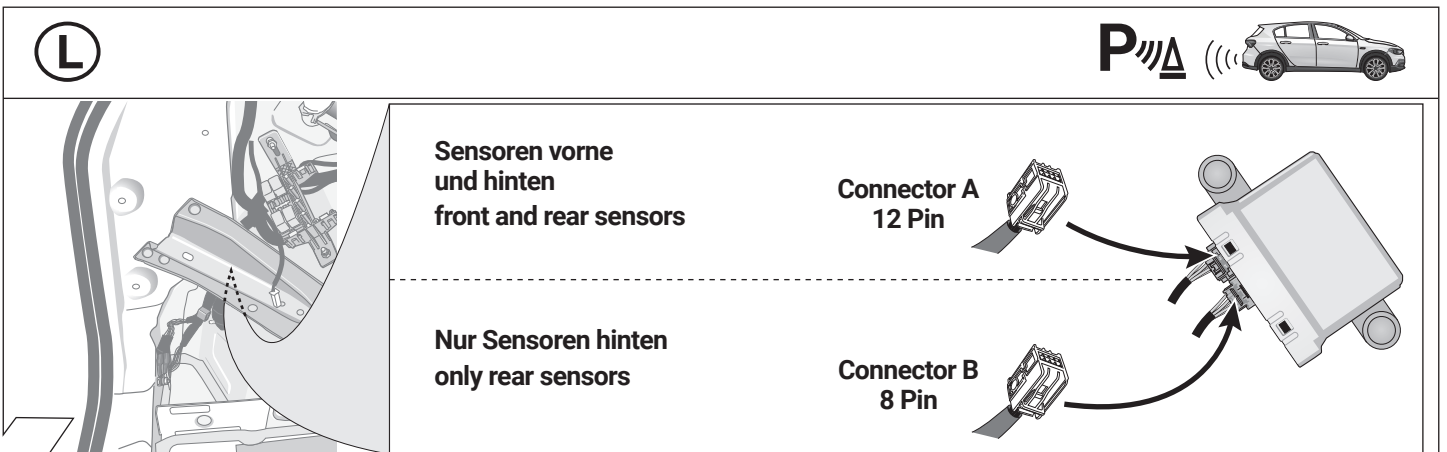 L
P
Sensoren vorne
und hinten
front and rear sensors
Connector A
12 Pin
Nur Sensoren hinten
only rear sensors
Connector B
8 Pin